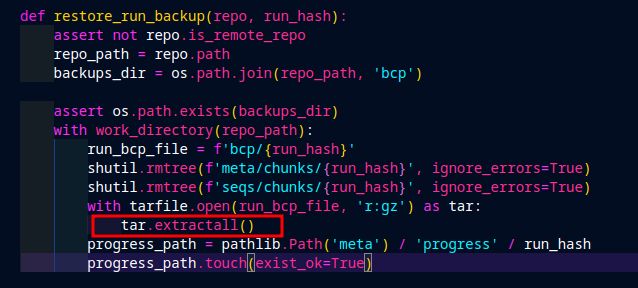 def restore_run_backup(repo, run_hash):
    assert not repo.is_remote_repo
    repo_path = repo.path
    backups_dir = os.path.join(repo_path, 'bcp')

    assert os.path.exists(backups_dir)
    with work_directory(repo_path):
        run_bcp_file = f'bcp/{run_hash}'
        shutil.rmtree(f'meta/chunks/{run_hash}', ignore_errors=True)
        shutil.rmtree(f'seqs/chunks/{run_hash}', ignore_errors=True)
        with tarfile.open(run_bcp_file, 'r:gz') as tar:
            tar.extractall()
        progress_path = pathlib.Path('meta') / 'progress' / run_hash
        progress_path.touch(exist_ok=True)